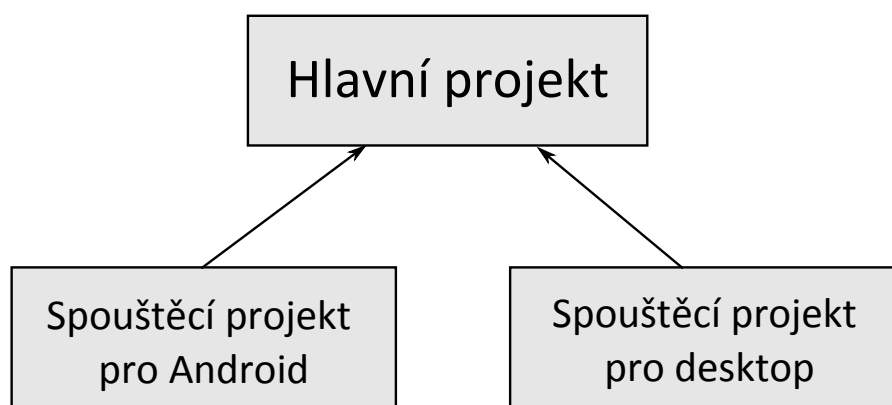 Hlavní projekt
Spouštěcí projekt
pro Android
Spouštěcí projekt
pro desktop